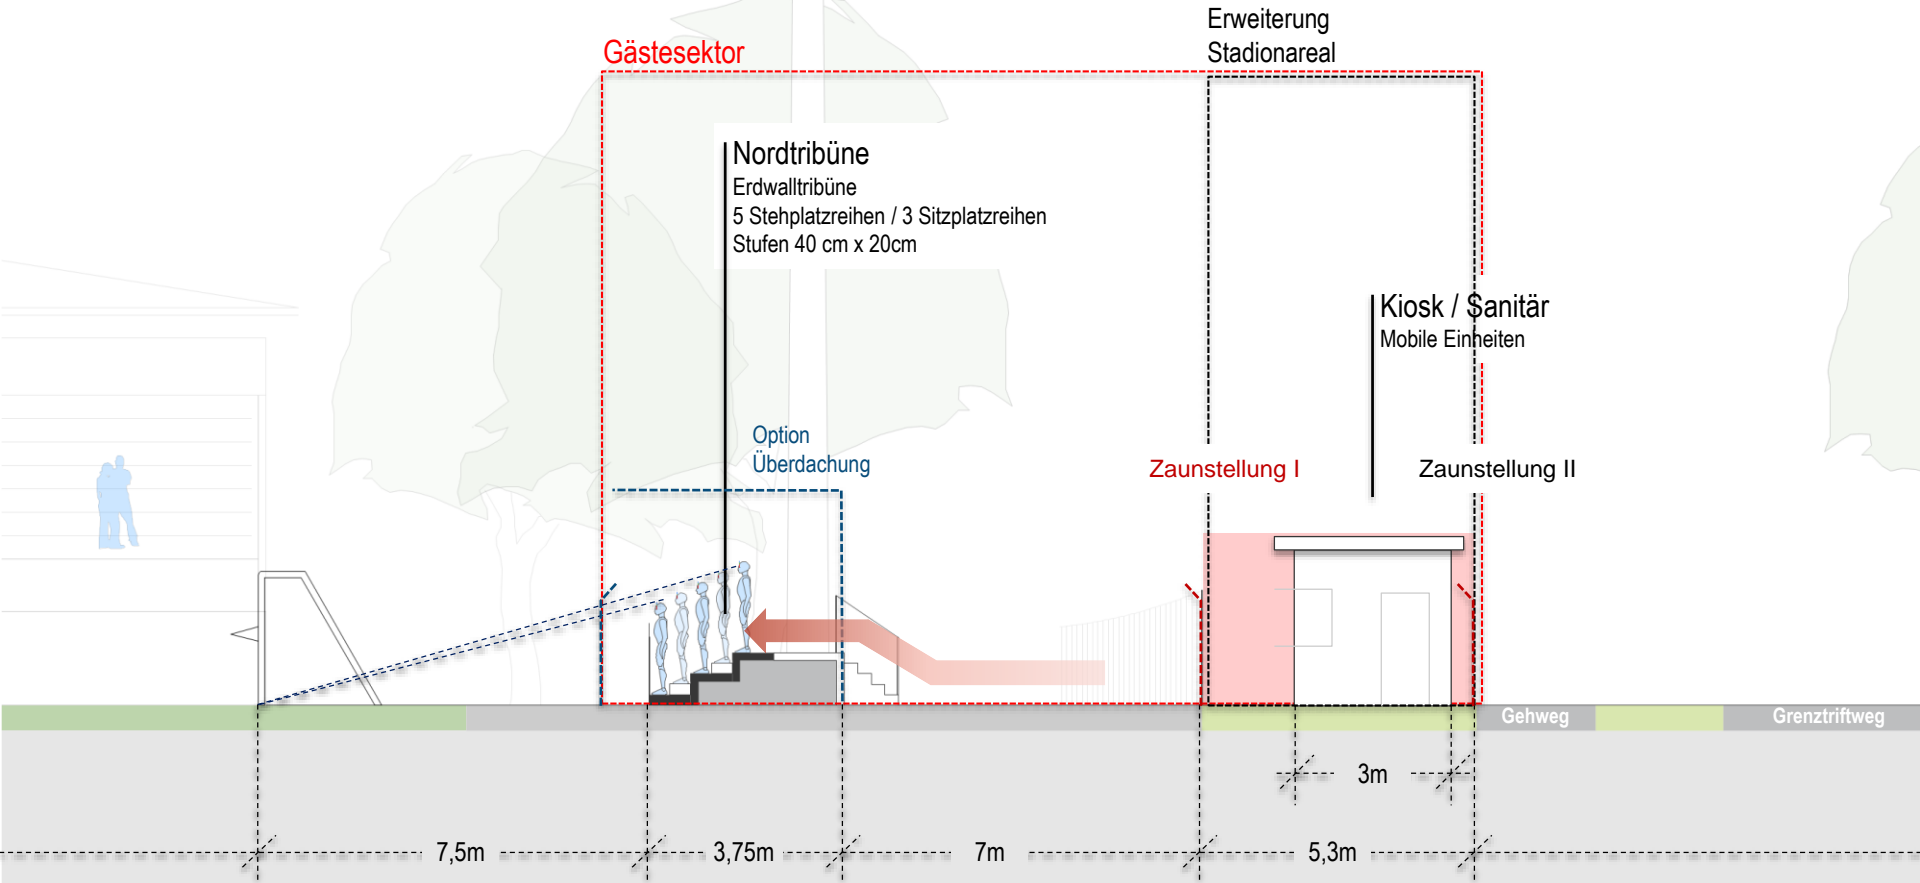 Erweiterung
Stadionareal
Gästesektor
Nordtribüne
Erdwalltribüne
5 Stehplatzreihen / 3 Sitzplatzreihen
Stufen 40 cm x 20cm
Kiosk / Sanitär
Mobile Einheiten
Option
Überdachung
Zaunstellung I
Zaunstellung II
Gehweg
Grenztriftweg
3m
7,5m
3,75m
7m
5,3m